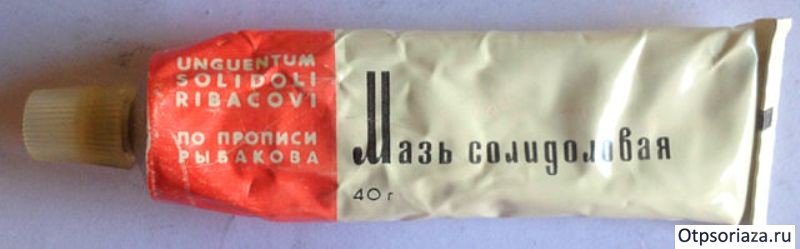 UNGUENTUM
SOLIDOLI
RIBACOVI
ПО ПРОПИСИ
РЫБАКОВА
Мазь солидоловая
40 г
Otpsoriaza.ru